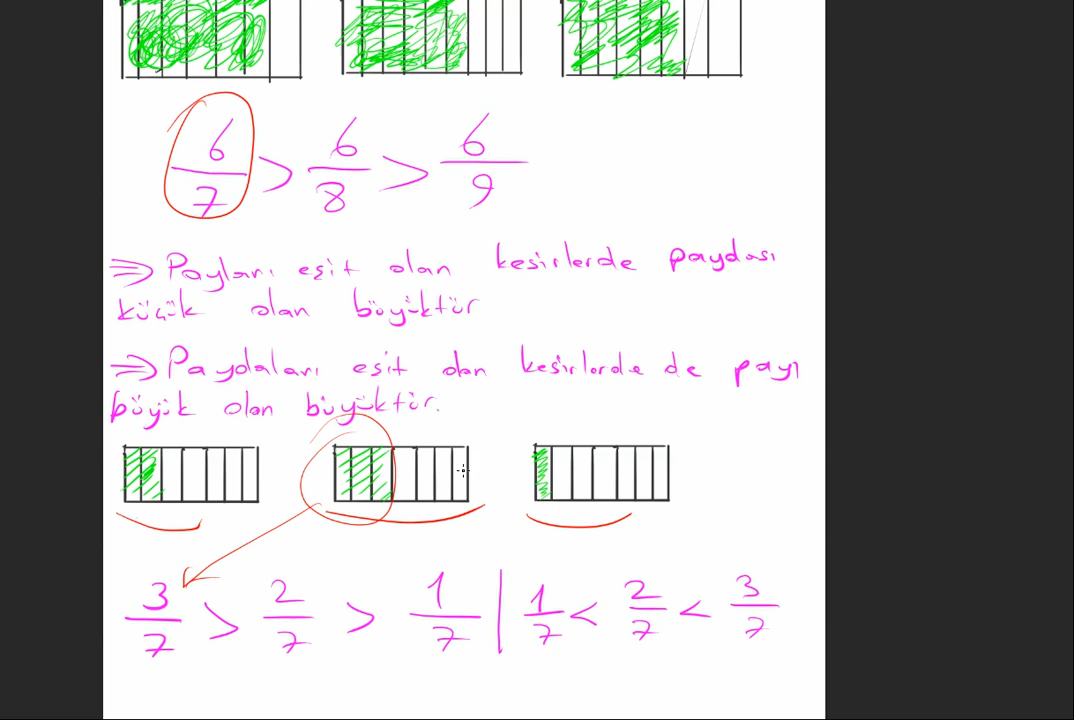 6/7 > 6/8 > 6/9
⇒ Payları eşit olan kesirlerde paydası
küçük olan büyüktür
⇒ Paydaları eşit olan kesirlerde de payı
büyük olan büyüktür.
3/7 > 2/7 > 1/7 | 1/7 < 2/7 < 3/7